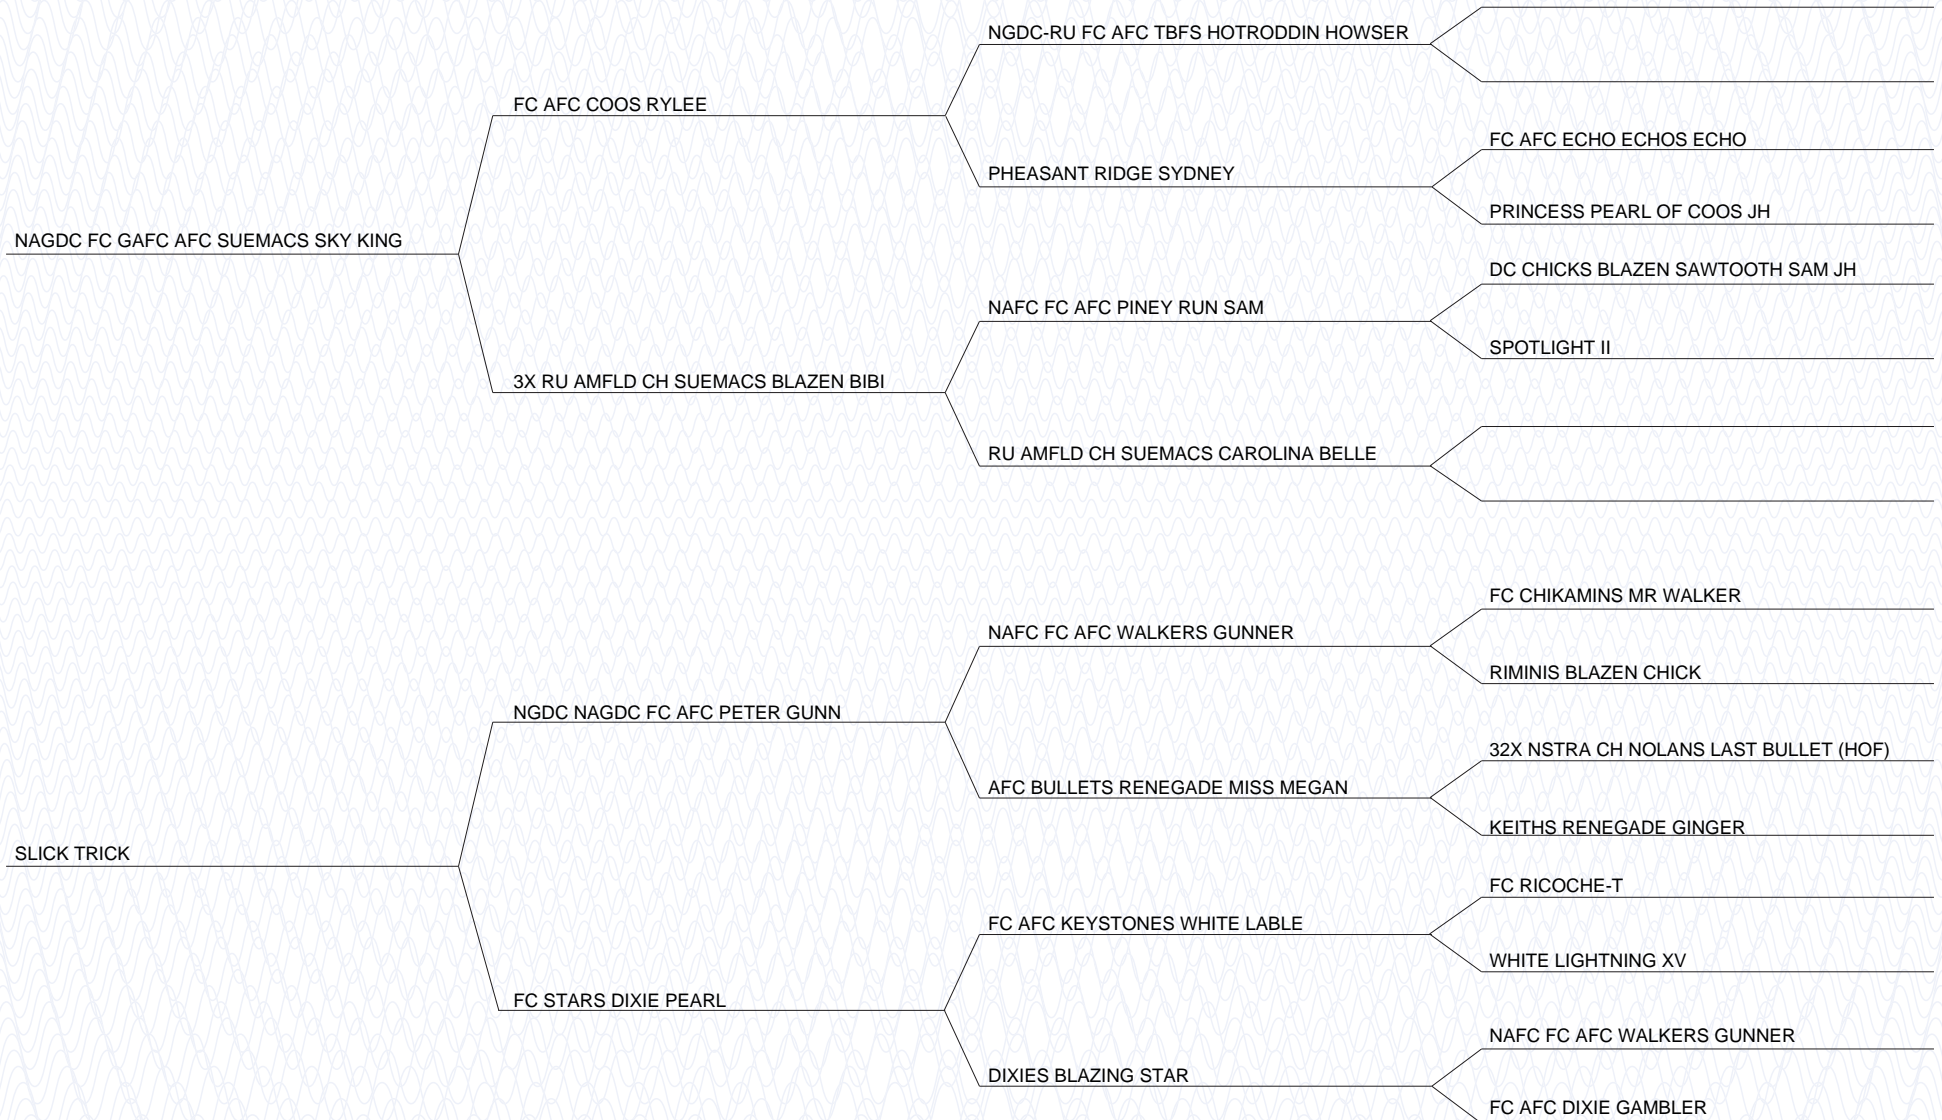 NGDC-RU FC AFC TBFS HOTRODDIN HOWSER
FC AFC COOS RYLEE
FC AFC ECHO ECHOS ECHO
PHEASANT RIDGE SYDNEY
PRINCESS PEARL OF COOS JH
NAGDC FC GAFC AFC SUEMACS SKY KING
DC CHICKS BLAZEN SAWTOOTH SAM JH
NAFC FC AFC PINEY RUN SAM
SPOTLIGHT II
3X RU AMFLD CH SUEMACS BLAZEN BIBI
RU AMFLD CH SUEMACS CAROLINA BELLE
FC CHIKAMINS MR WALKER
NAFC FC AFC WALKERS GUNNER
RIMINIS BLAZEN CHICK
NGDC NAGDC FC AFC PETER GUNN
32X NSTRA CH NOLANS LAST BULLET (HOF)
AFC BULLETS RENEGADE MISS MEGAN
KEITHS RENEGADE GINGER
SLICK TRICK
FC RICOCHE-T
FC AFC KEYSTONES WHITE LABLE
WHITE LIGHTNING XV
FC STARS DIXIE PEARL
NAFC FC AFC WALKERS GUNNER
DIXIES BLAZING STAR
FC AFC DIXIE GAMBLER